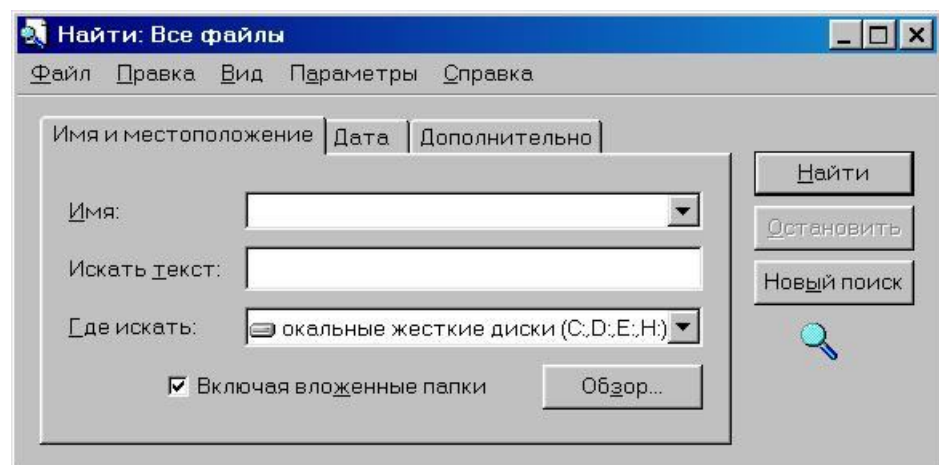 Найти: Все файлы
Файл Правка Вид Параметры Справка
Имя и местоположение Дата Дополнительно
Имя:
Искать текст:
Где искать: окальные жесткие диски (C:,D:,E:,H:)
Включая вложенные папки Обзор...
Найти
Остановить
Новый поиск